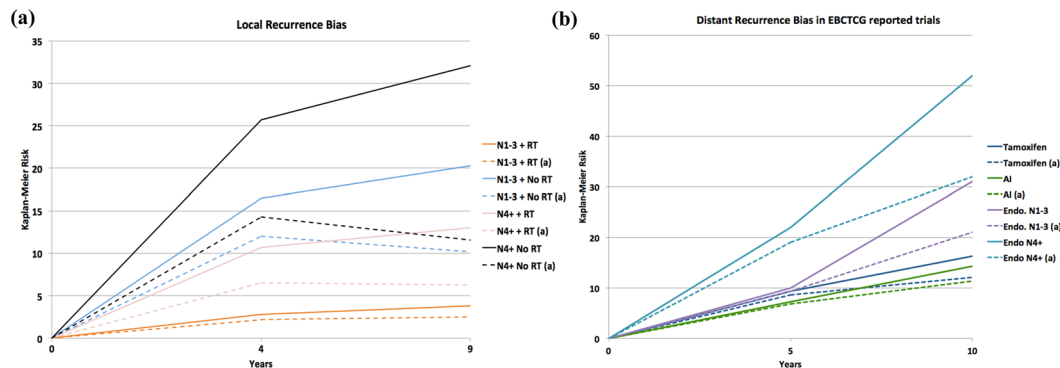 (a)
Local Recurrence Bias
35
30
25
20
15
10
5
0
Kaplan-Meier Risk
0 4 9
Years
N1-3 + RT
N1-3 + RT (a)
N1-3 + No RT
N1-3 + No RT (a)
N4+ + RT
N4+ + RT (a)
N4+ No RT
N4+ No RT (a)
(b)
Distant Recurrence Bias in EBCTCG reported trials
60
50
40
30
20
10
0
Kaplan-Meier Rsik
0 5 10
Years
Tamoxifen
Tamoxifen (a)
AI
AI (a)
Endo. N1-3
Endo. N1-3 (a)
Endo N4+
Endo N4+ (a)